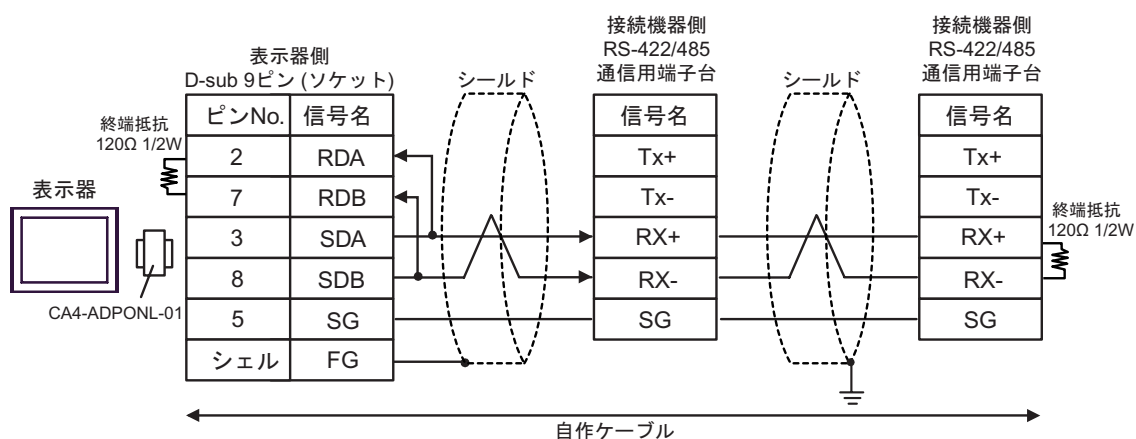 表示器側
D-sub 9ピン (ソケット)
シールド
接続機器側
RS-422/485
通信用端子台
シールド
接続機器側
RS-422/485
通信用端子台
終端抵抗
120Ω 1/2W
表示器
CA4-ADPONL-01
ピンNo. 信号名
2 RDA
7 RDB
3 SDA
8 SDB
5 SG
シェル FG
信号名
Tx+
Tx-
RX+
RX-
SG
信号名
Tx+
Tx-
RX+
RX-
SG
終端抵抗
120Ω 1/2W
自作ケーブル